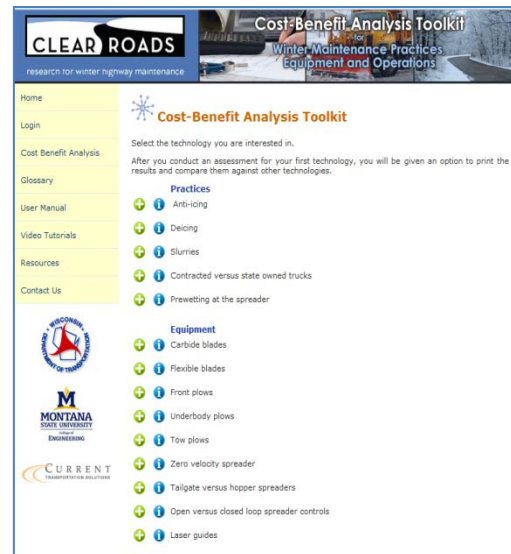 CLEAR ROADS
research for winter highway maintenance
Cost-Benefit Analysis Toolkit
for
Winter Maintenance Practices
Equipment and Operations
Home
Login
Cost Benefit Analysis
Glossary
User Manual
Video Tutorials
Resources
Contact Us
WISCONSIN
DEPARTMENT OF TRANSPORTATION
M
MONTANA
STATE UNIVERSITY
College of
ENGINEERING
CURRENT
TRANSPORTATION SOLUTIONS
Cost-Benefit Analysis Toolkit
Select the technology you are interested in.
After you conduct an assessment for your first technology, you will be given an option to print the
results and compare them against other technologies.
Practices
Anti-icing
Deicing
Slurries
Contracted versus state owned trucks
Prewetting at the spreader
Equipment
Carbide blades
Flexible blades
Front plows
Underbody plows
Tow plows
Zero velocity spreader
Tailgate versus hopper spreaders
Open versus closed loop spreader controls
Laser guides